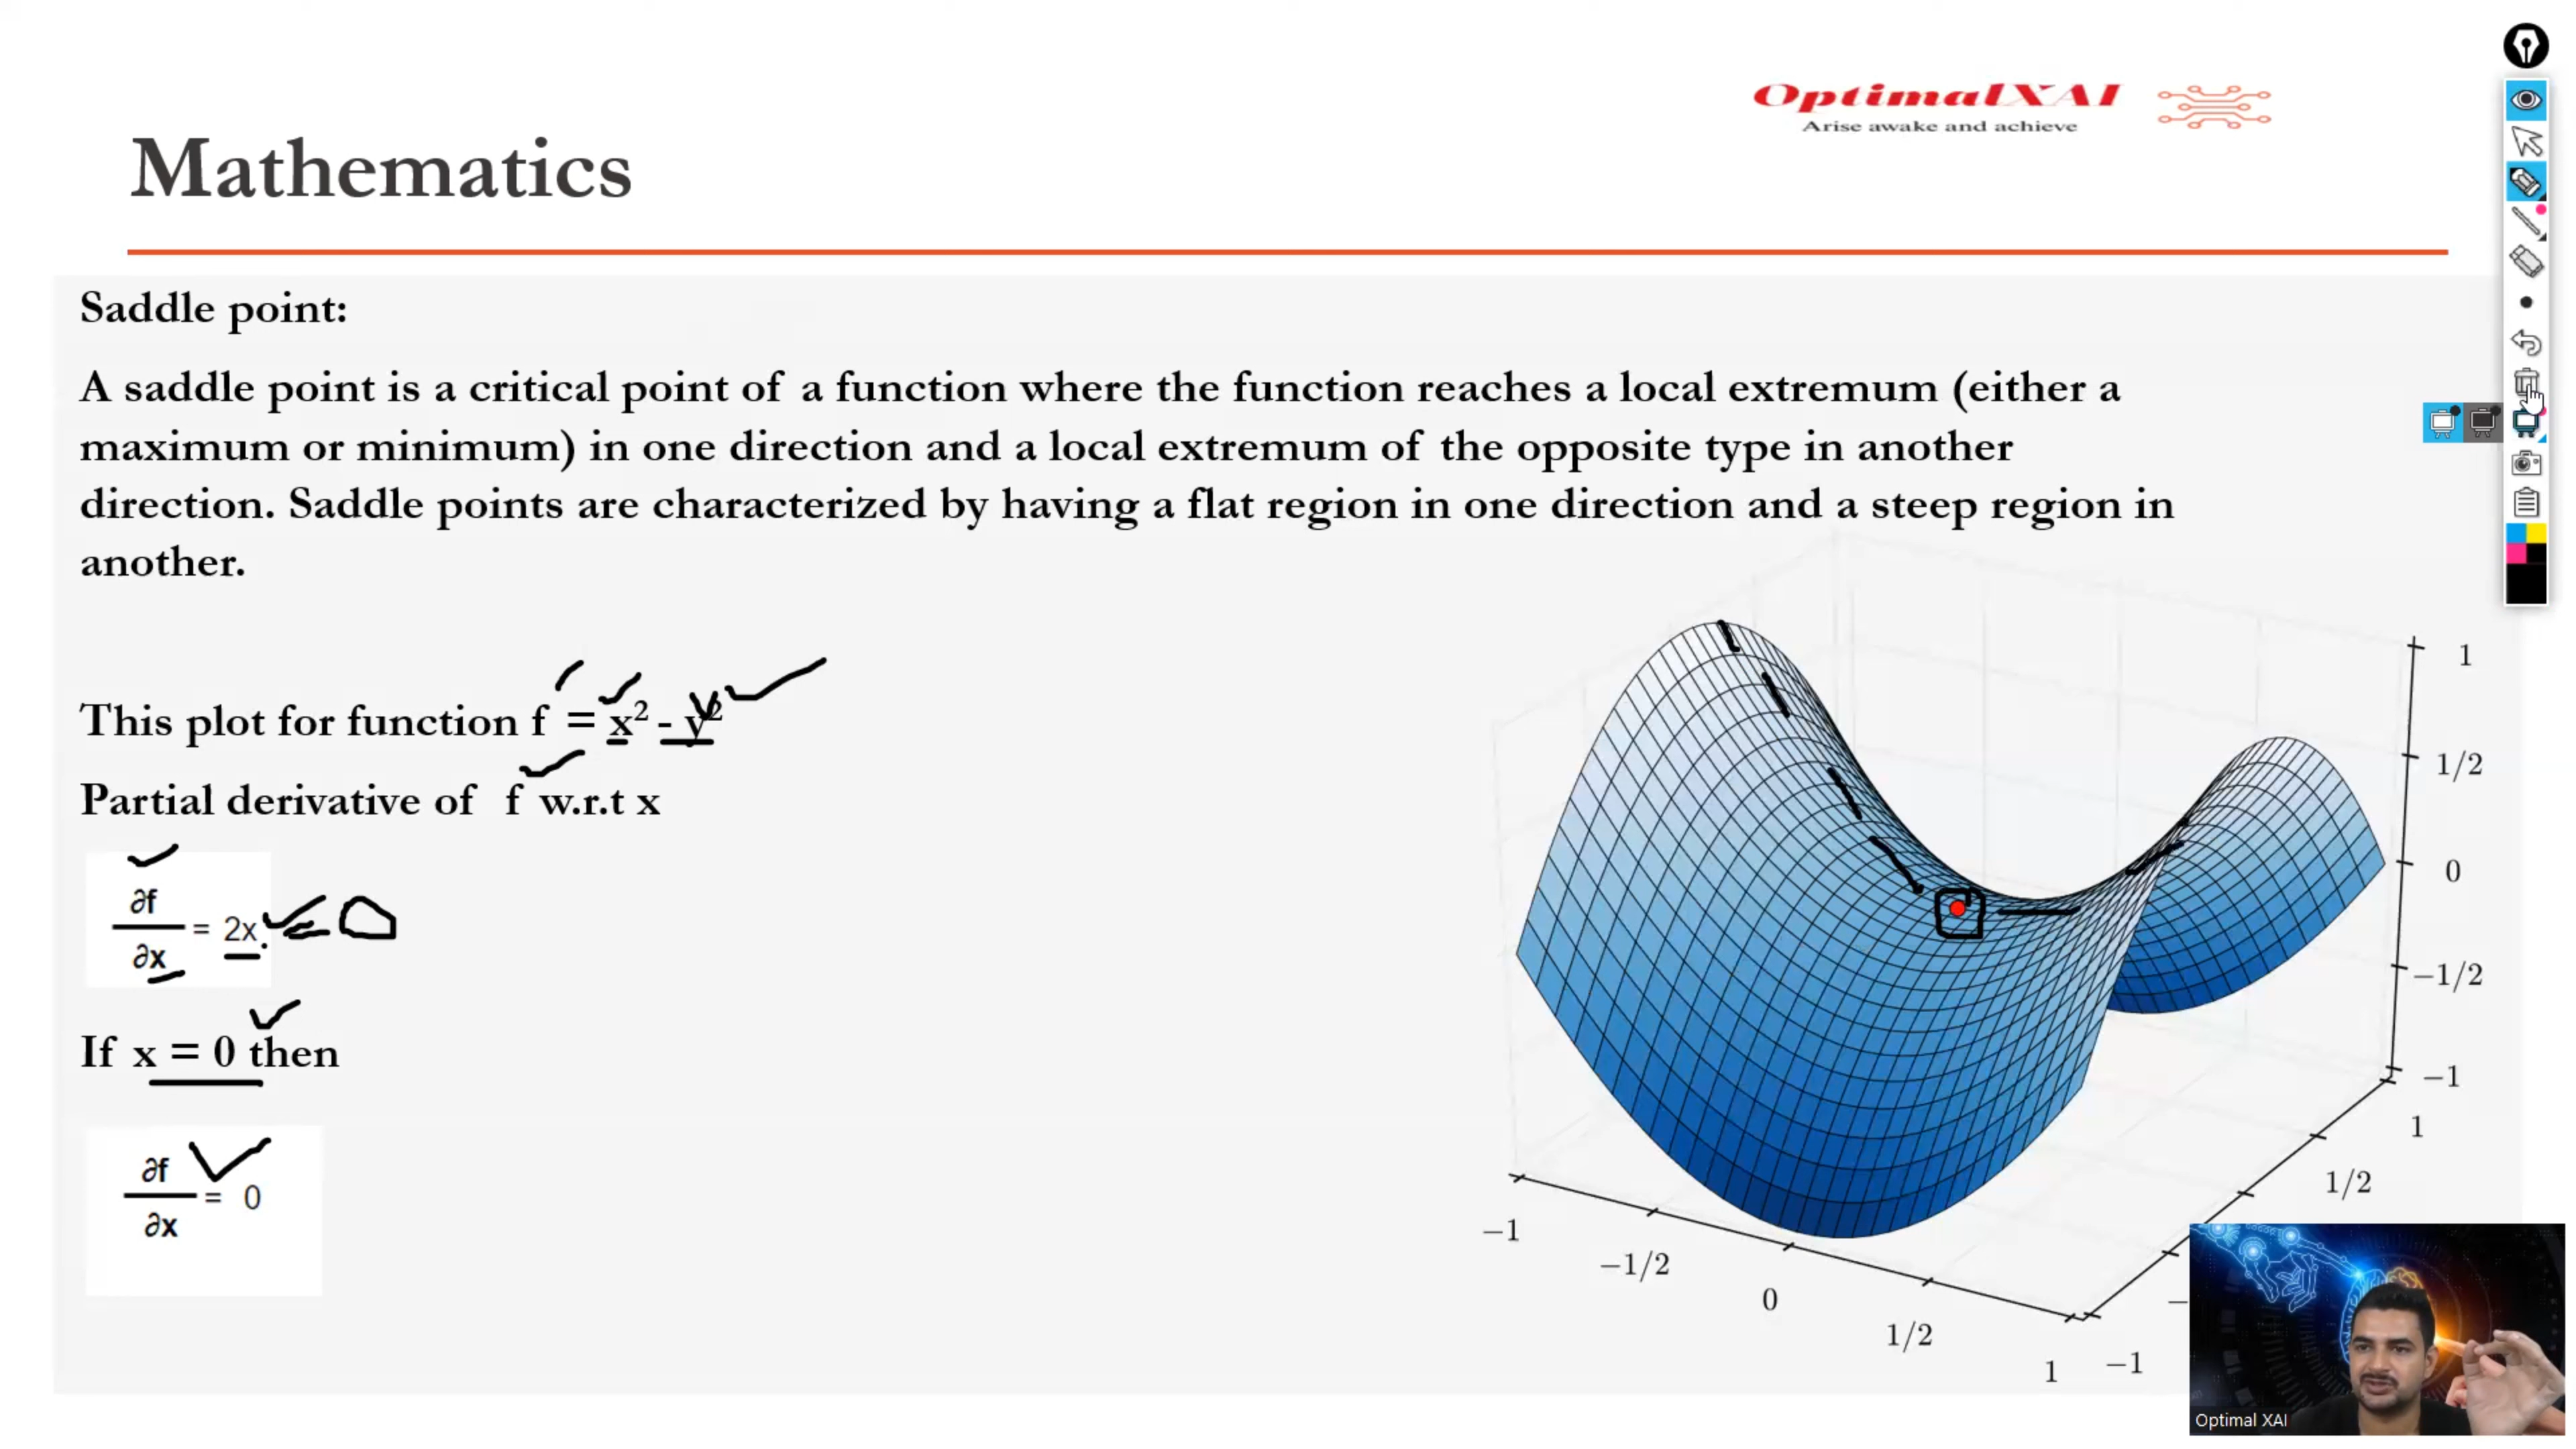 OptimalXAI
Arise awake and achieve
Mathematics
Saddle point:
A saddle point is a critical point of a function where the function reaches a local extremum (either a
maximum or minimum) in one direction and a local extremum of the opposite type in another
direction. Saddle points are characterized by having a flat region in one direction and a steep region in
another.
This plot for function f = x² - y²
Partial derivative of f w.r.t x
∂f
= 2x = 0
∂x
If x = 0 then
∂f
= 0
∂x
1
1/2
0
−1/2
−1
1
1/2
−1
−1/2
0
1/2
1
−1
Optimal XAI